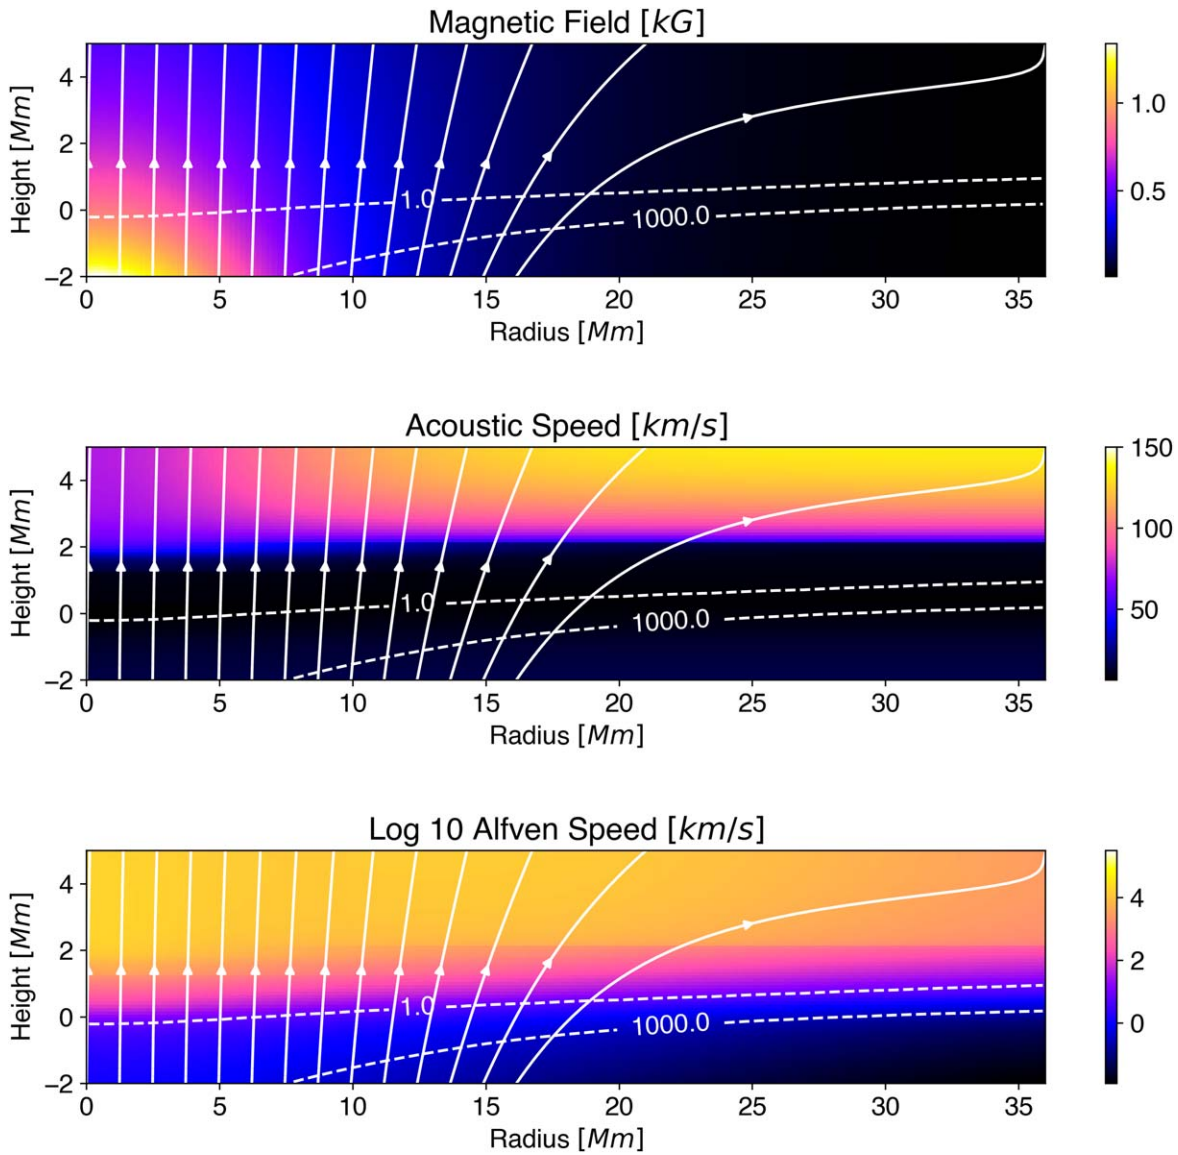 Magnetic Field [kG]
Height [Mm]
4
2
0
−2
1.0
1000.0
1.0
0.5
0 5 10 15 20 25 30 35
Radius [Mm]
Acoustic Speed [km/s]
Height [Mm]
4
2
0
−2
1.0
1000.0
150
100
50
0 5 10 15 20 25 30 35
Radius [Mm]
Log 10 Alfven Speed [km/s]
Height [Mm]
4
2
0
−2
1.0
1000.0
4
2
0
0 5 10 15 20 25 30 35
Radius [Mm]